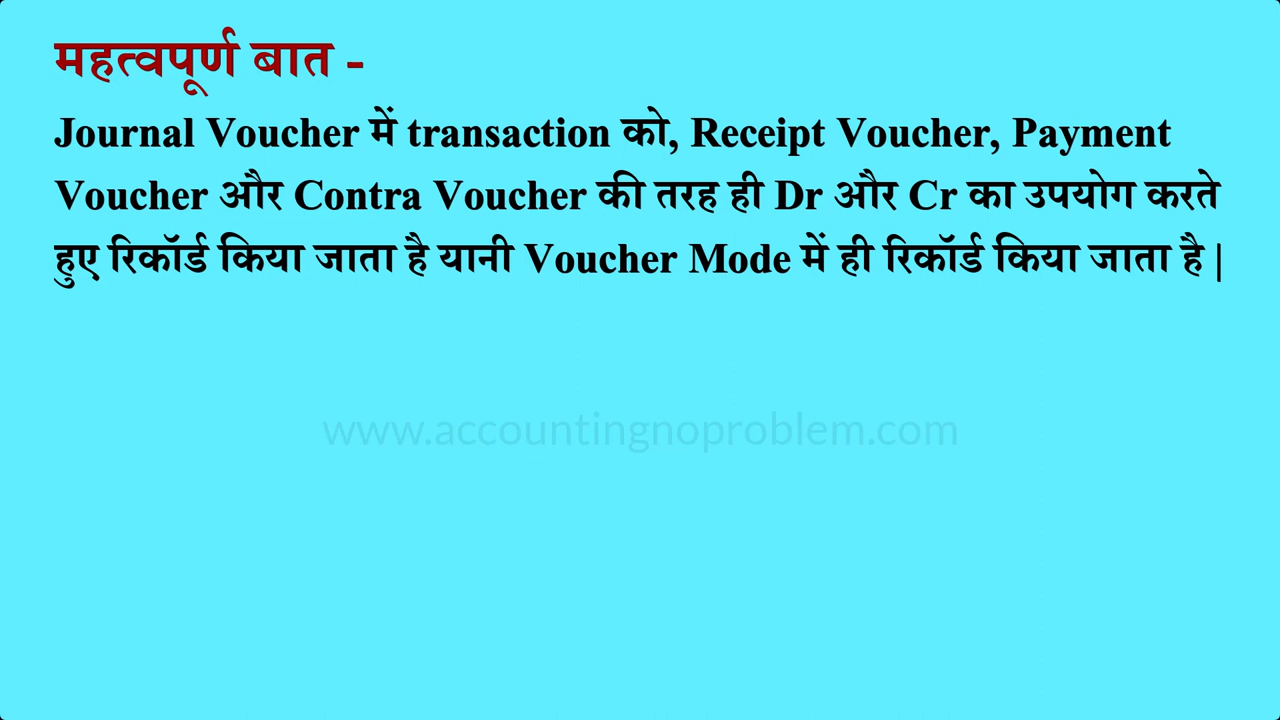 महत्वपूर्ण बात -
Journal Voucher में transaction को, Receipt Voucher, Payment
Voucher और Contra Voucher की तरह ही Dr और Cr का उपयोग करते
हुए रिकॉर्ड किया जाता है यानी Voucher Mode में ही रिकॉर्ड किया जाता है |
www.accountingnoproblem.com